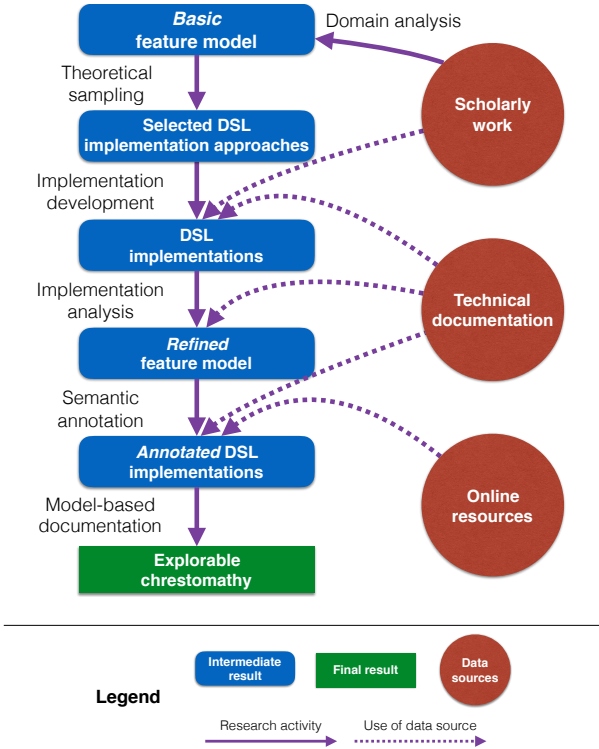 Basic
feature model
Domain analysis
Theoretical
sampling
Scholarly
work
Selected DSL
implementation approaches
Implementation
development
DSL
implementations
Technical
documentation
Implementation
analysis
Refined
feature model
Semantic
annotation
Annotated DSL
implementations
Online
resources
Model-based
documentation
Explorable
chrestomathy
Legend
Intermediate
result
Final result
Data
sources
Research activity
Use of data source